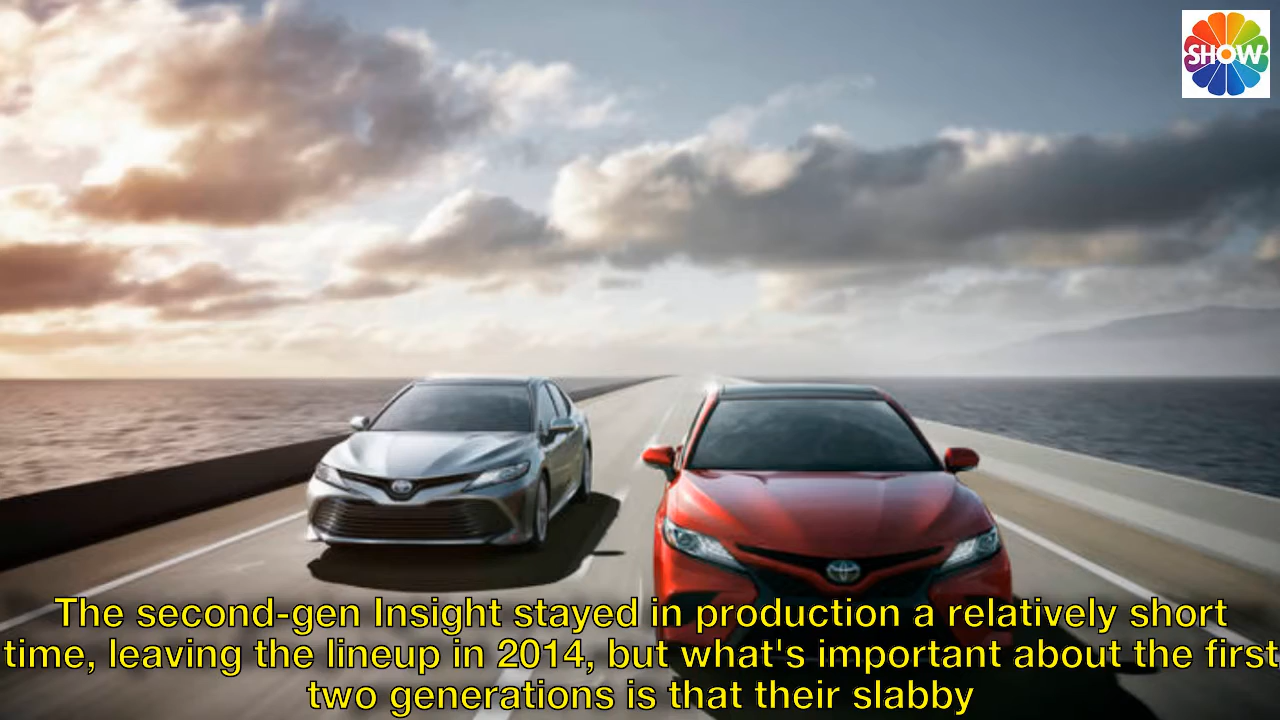 SHOW
The second-gen Insight stayed in production a relatively short
time, leaving the lineup in 2014, but what's important about the first
two generations is that their slabby